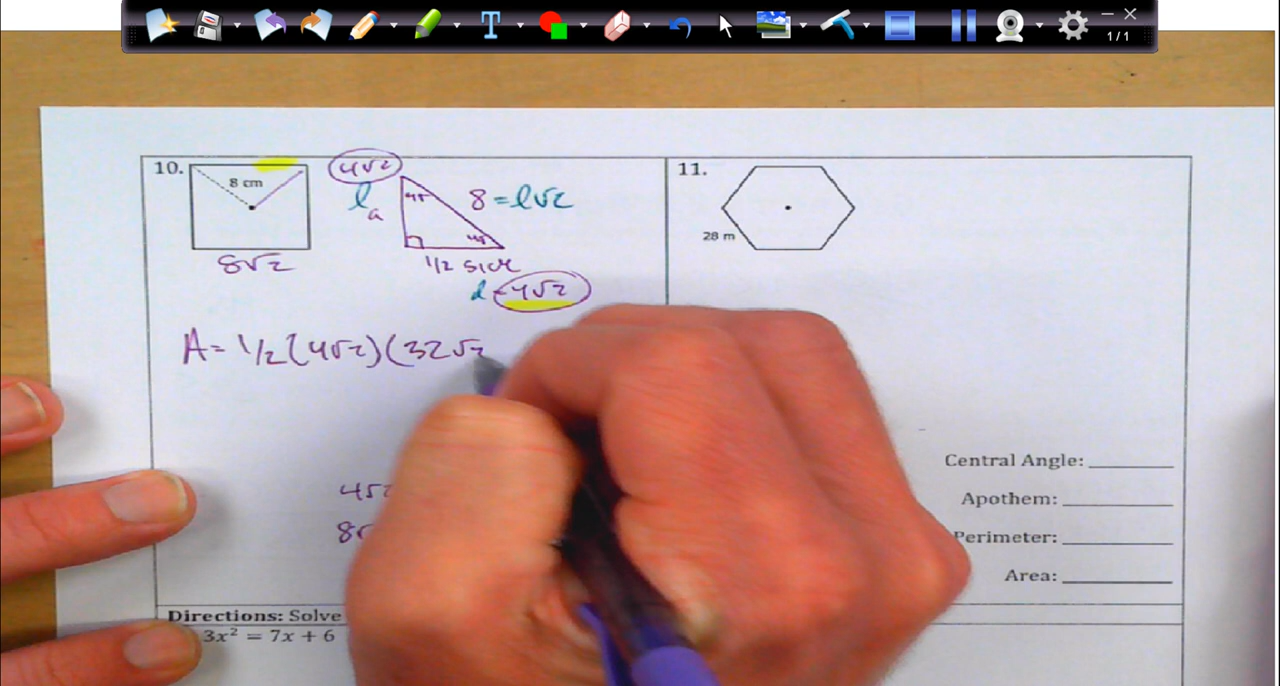 1/1
10.
8 cm
8√2
4√2
l
a
45
45
8 = l√2
1/2 side
l = 4√2
A = 1/2 (4√2)(32√2
4√2
11.
28 m
Central Angle:
Apothem:
Perimeter:
Area:
Directions: Solve
3x² = 7x + 6